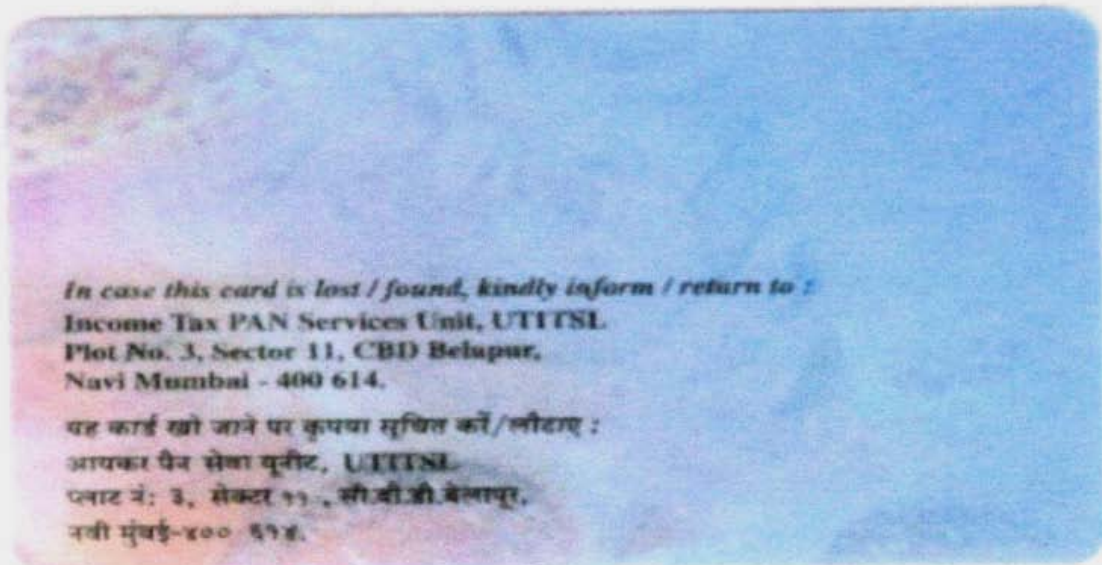 In case this card is lost / found, kindly inform / return to :
Income Tax PAN Services Unit, UTITSL
Plot No. 3, Sector 11, CBD Belapur,
Navi Mumbai - 400 614.
यह कार्ड खो जाने पर कृपया सूचित करें/लौटाए :
आयकर पैन सेवा यूनीट, UTITSL
प्लाट नं: ३, सेक्टर ११ , सी.बी.डी.बेलापूर,
नवी मुंबई-४०० ६१४.